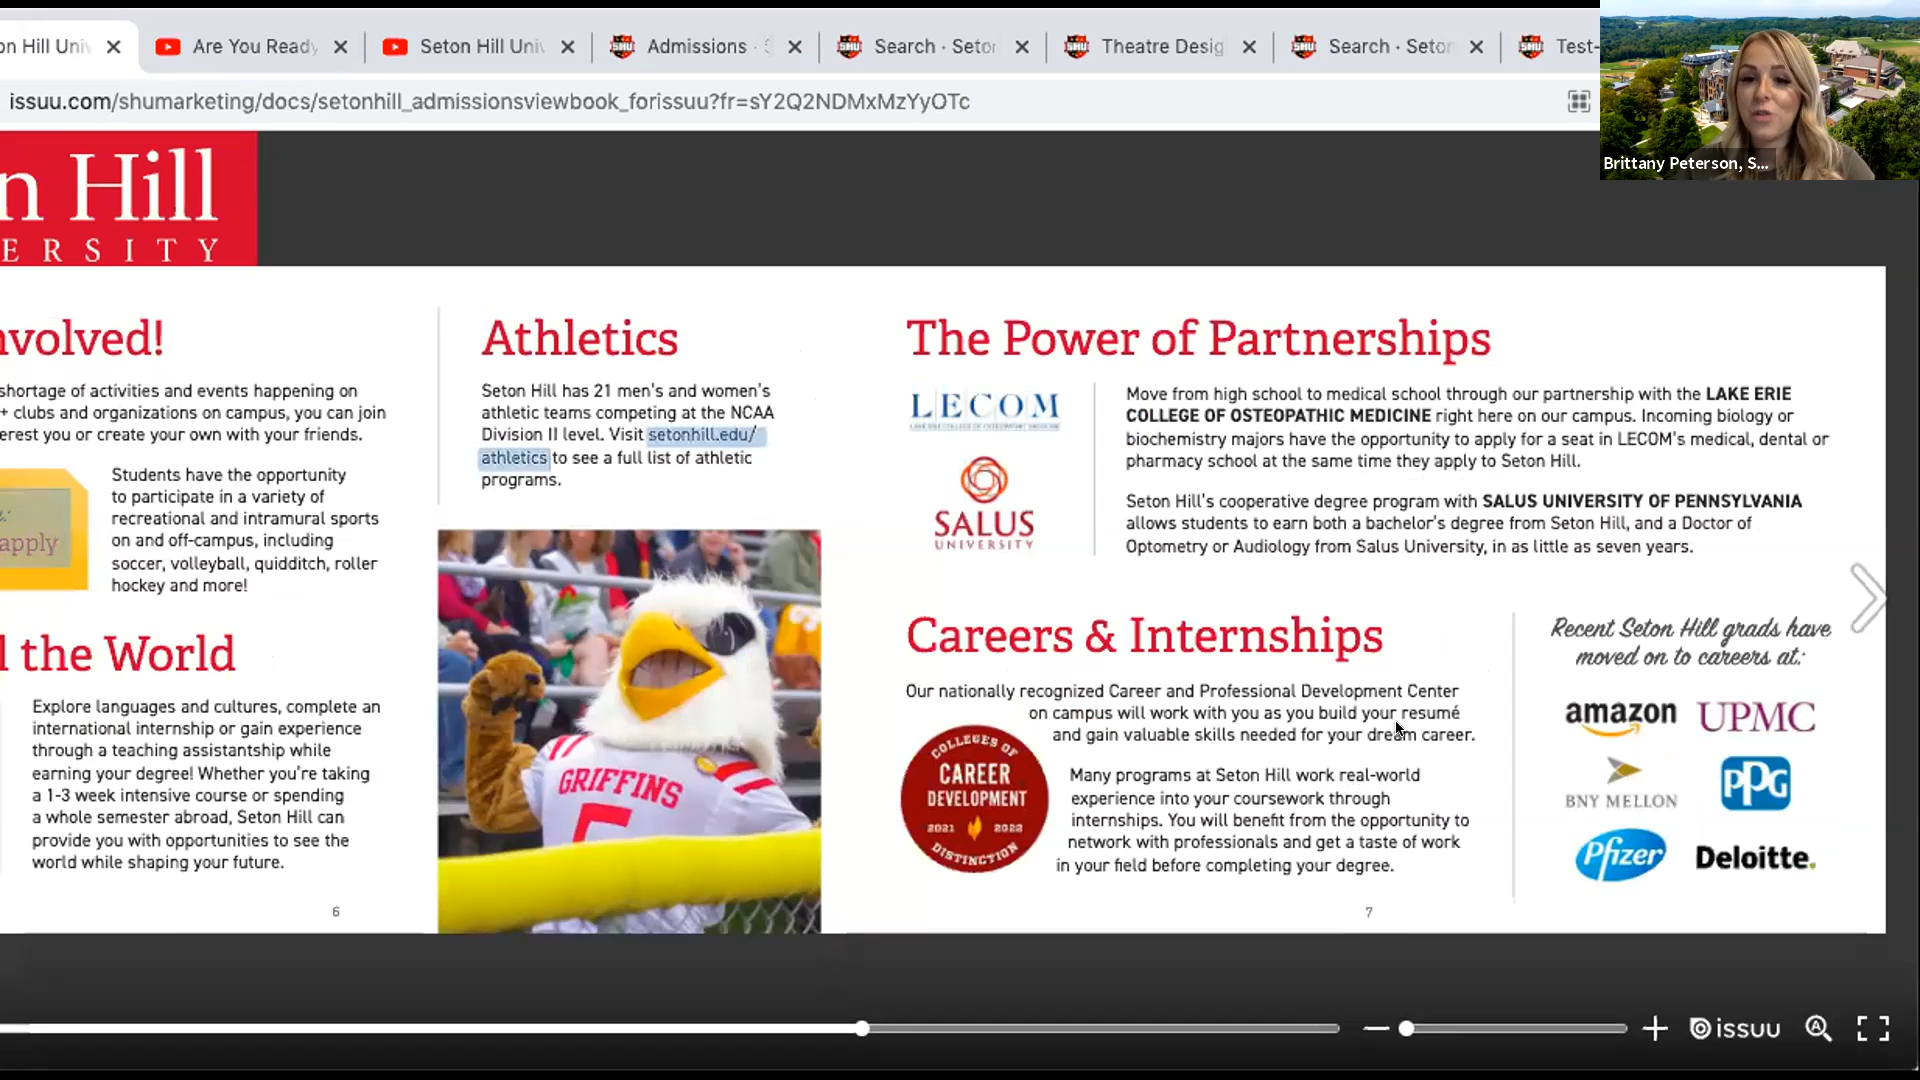 on Hill Univ
Are You Ready
Seton Hill Univ
Admissions ·
Search · Seton
Theatre Desig
Search · Seton
Test-
issuu.com/shumarketing/docs/setonhill_admissionsviewbook_forissuu?fr=sY2Q2NDMxMzYyOTc
Brittany Peterson, S...
n Hill
ERSITY
nvolved!
shortage of activities and events happening on
+ clubs and organizations on campus, you can join
erest you or create your own with your friends.
apply
Students have the opportunity
to participate in a variety of
recreational and intramural sports
on and off-campus, including
soccer, volleyball, quidditch, roller
hockey and more!
l the World
Explore languages and cultures, complete an
international internship or gain experience
through a teaching assistantship while
earning your degree! Whether you're taking
a 1-3 week intensive course or spending
a whole semester abroad, Seton Hill can
provide you with opportunities to see the
world while shaping your future.
6
Athletics
Seton Hill has 21 men's and women's
athletic teams competing at the NCAA
Division II level. Visit setonhill.edu/
athletics to see a full list of athletic
programs.
GRIFFINS
The Power of Partnerships
LECOM
LAKE ERIE COLLEGE OF OSTEOPATHIC MEDICINE
Move from high school to medical school through our partnership with the LAKE ERIE
COLLEGE OF OSTEOPATHIC MEDICINE right here on our campus. Incoming biology or
biochemistry majors have the opportunity to apply for a seat in LECOM's medical, dental or
pharmacy school at the same time they apply to Seton Hill.
SALUS
UNIVERSITY
Seton Hill's cooperative degree program with SALUS UNIVERSITY OF PENNSYLVANIA
allows students to earn both a bachelor's degree from Seton Hill, and a Doctor of
Optometry or Audiology from Salus University, in as little as seven years.
Careers & Internships
Our nationally recognized Career and Professional Development Center
on campus will work with you as you build your resumé
and gain valuable skills needed for your dream career.
COLLEGES OF
CAREER
DEVELOPMENT
2021 2022
DISTINCTION
Many programs at Seton Hill work real-world
experience into your coursework through
internships. You will benefit from the opportunity to
network with professionals and get a taste of work
in your field before completing your degree.
Recent Seton Hill grads have
moved on to careers at:
amazon UPMC
BNY MELLON PPG
Pfizer Deloitte.
7
issuu